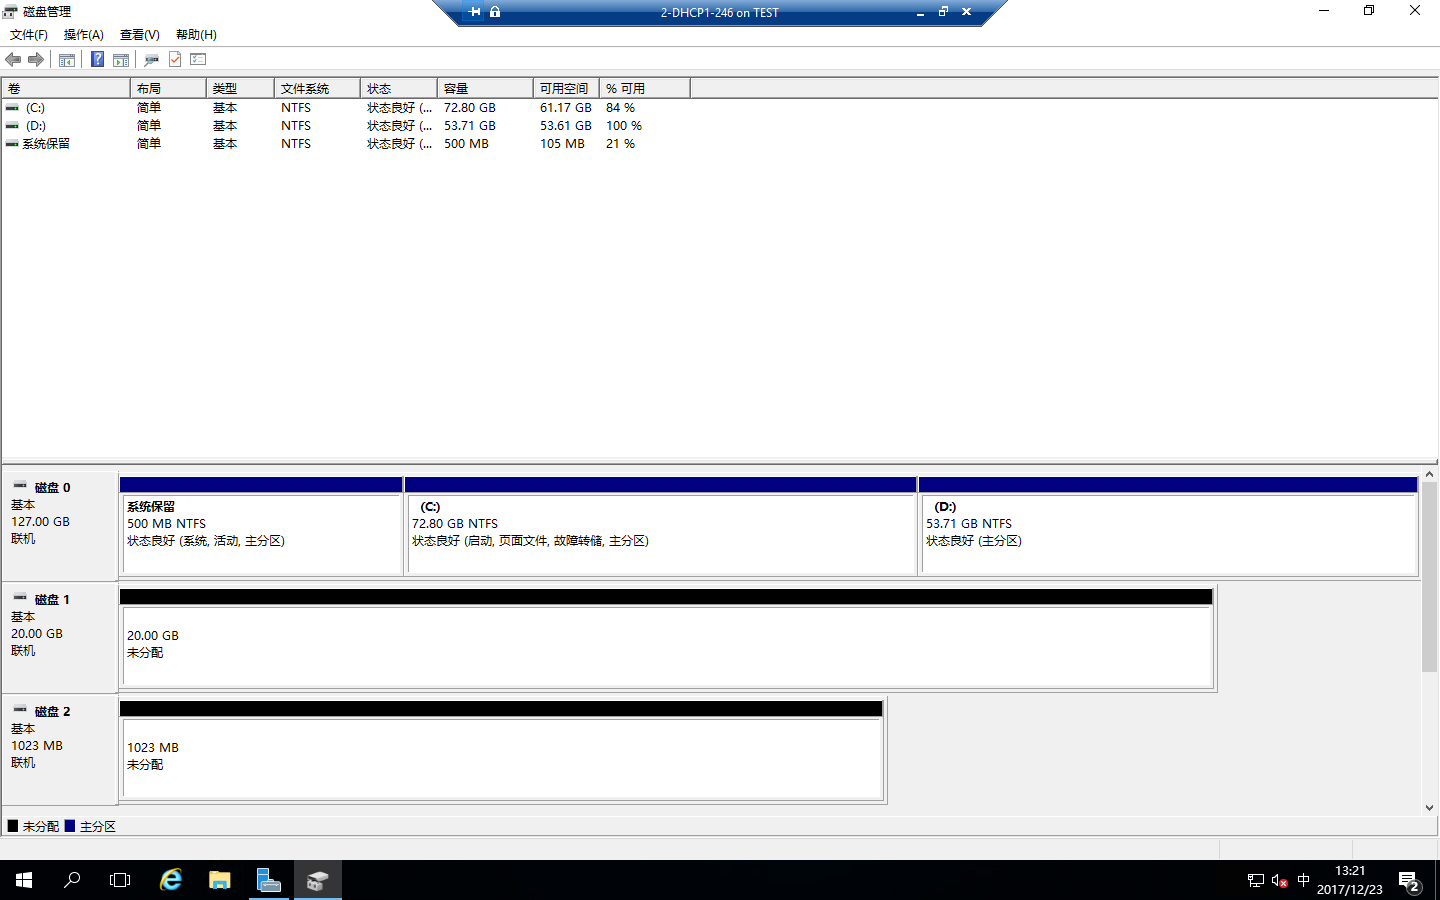 磁盘管理
2-DHCP1-246 on TEST
文件(F) 操作(A) 查看(V) 帮助(H)
卷 布局 类型 文件系统 状态 容量 可用空间 % 可用
(C:) 简单 基本 NTFS 状态良好 (... 72.80 GB 61.17 GB 84 %
(D:) 简单 基本 NTFS 状态良好 (... 53.71 GB 53.61 GB 100 %
系统保留 简单 基本 NTFS 状态良好 (... 500 MB 105 MB 21 %
磁盘 0
基本
127.00 GB
联机
系统保留
500 MB NTFS
状态良好 (系统, 活动, 主分区)
(C:)
72.80 GB NTFS
状态良好 (启动, 页面文件, 故障转储, 主分区)
(D:)
53.71 GB NTFS
状态良好 (主分区)
磁盘 1
基本
20.00 GB
联机
20.00 GB
未分配
磁盘 2
基本
1023 MB
联机
1023 MB
未分配
未分配 主分区
中
13:21
2017/12/23
2